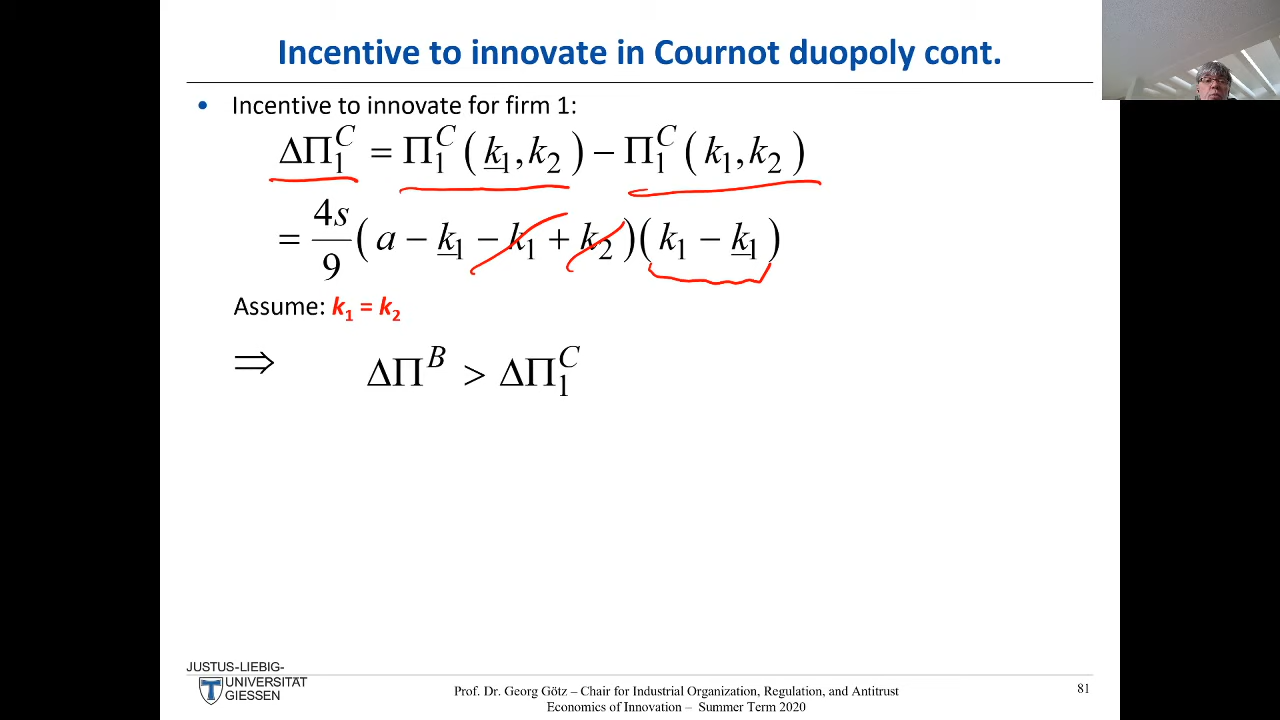 Incentive to innovate in Cournot duopoly cont.
• Incentive to innovate for firm 1:
ΔΠ₁ᶜ = Π₁ᶜ (k̲₁, k₂) − Π₁ᶜ (k₁, k₂)
= 4s/9 (a − k̲₁ − k₁ + k₂)(k₁ − k̲₁)
Assume: k₁ = k₂
⇒ ΔΠᴮ > ΔΠ₁ᶜ
JUSTUS-LIEBIG-
UNIVERSITÄT
GIESSEN
Prof. Dr. Georg Götz – Chair for Industrial Organization, Regulation, and Antitrust
Economics of Innovation – Summer Term 2020
81